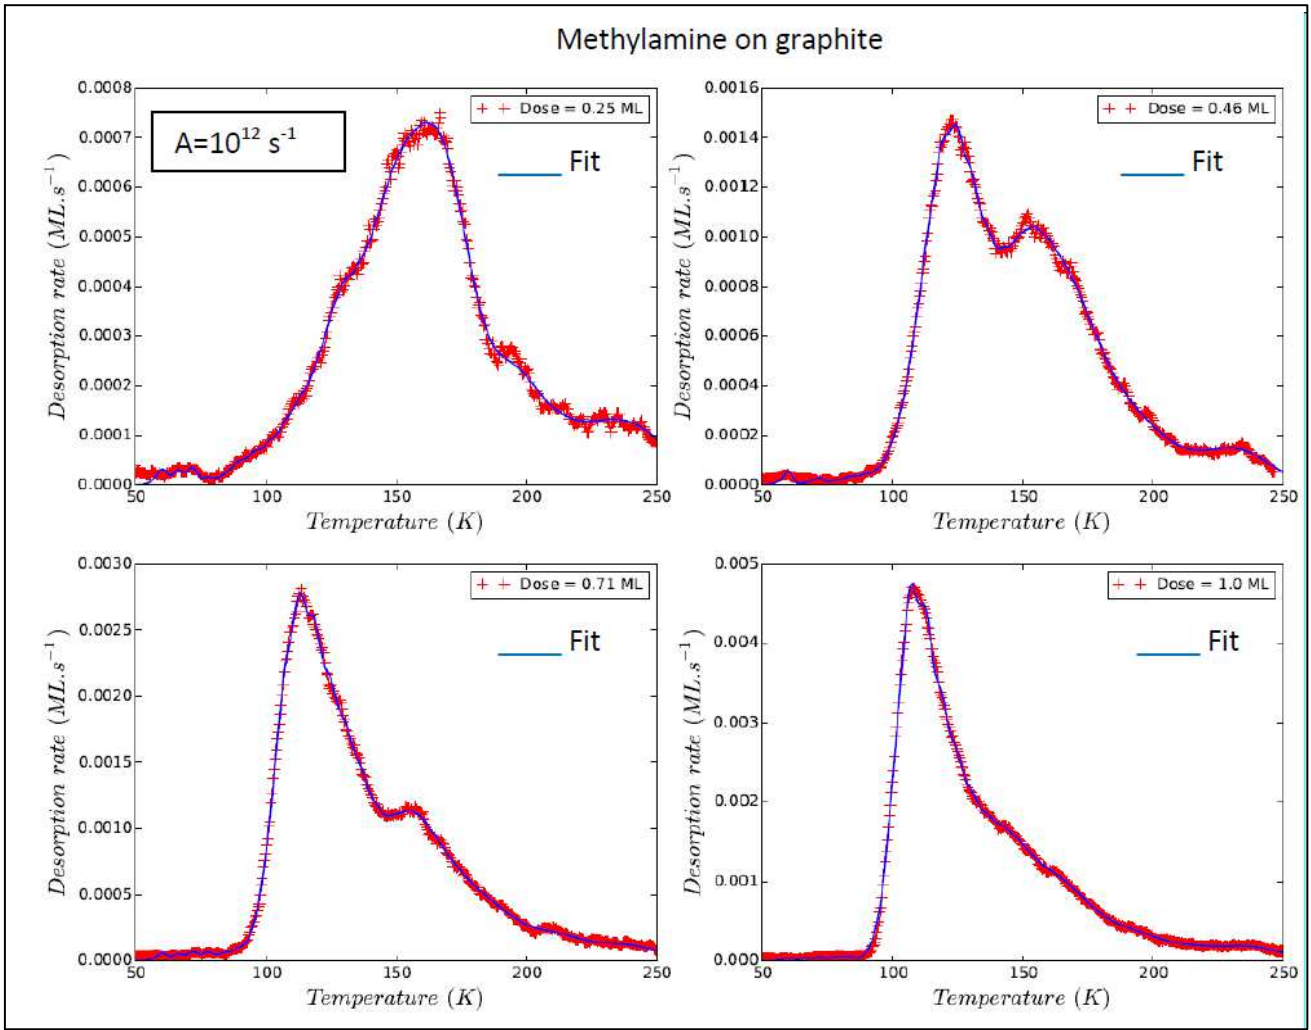 Methylamine on graphite
0.0008
0.0007
0.0006
0.0005
0.0004
0.0003
0.0002
0.0001
0.0000
50
100
150
200
250
Desorption rate (ML.s⁻¹)
Temperature (K)
A=10¹² s⁻¹
+ + Dose = 0.25 ML
Fit
0.0016
0.0014
0.0012
0.0010
0.0008
0.0006
0.0004
0.0002
0.0000
50
100
150
200
250
Desorption rate (ML.s⁻¹)
Temperature (K)
+ + Dose = 0.46 ML
Fit
0.0030
0.0025
0.0020
0.0015
0.0010
0.0005
0.0000
50
100
150
200
250
Desorption rate (ML.s⁻¹)
Temperature (K)
+ + Dose = 0.71 ML
Fit
0.005
0.004
0.003
0.002
0.001
0.000
50
100
150
200
250
Desorption rate (ML.s⁻¹)
Temperature (K)
+ + Dose = 1.0 ML
Fit